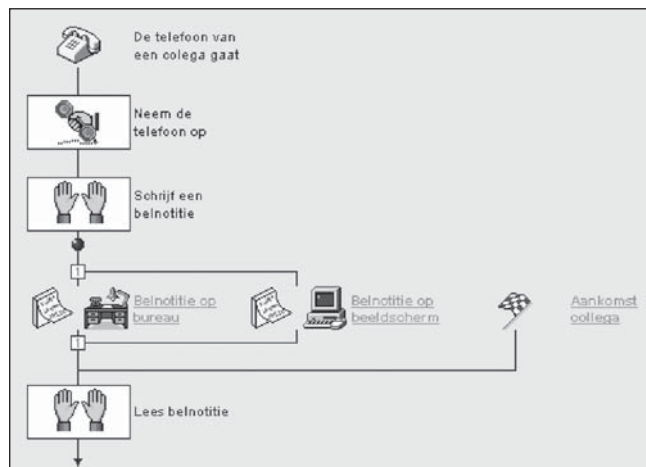 De telefoon van
een colega gaat
Neem de
telefoon op
Schrijf een
belnotitie
1
Belnotitie op
bureau
Belnotitie op
beeldscherm
Aankomst
collega
1
Lees belnotitie